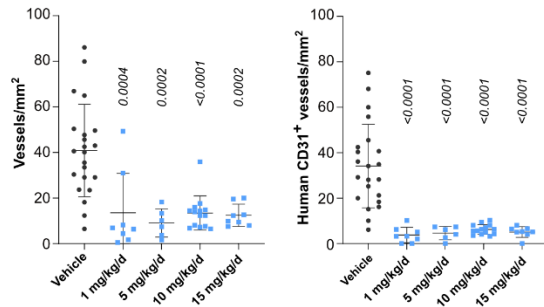 Vessels/mm²
100
80
60
40
20
0
0.0004
0.0002
<0.0001
0.0002
Vehicle
1 mg/kg/d
5 mg/kg/d
10 mg/kg/d
15 mg/kg/d
Human CD31⁺ vessels/mm²
100
80
60
40
20
0
<0.0001
<0.0001
<0.0001
<0.0001
Vehicle
1 mg/kg/d
5 mg/kg/d
10 mg/kg/d
15 mg/kg/d